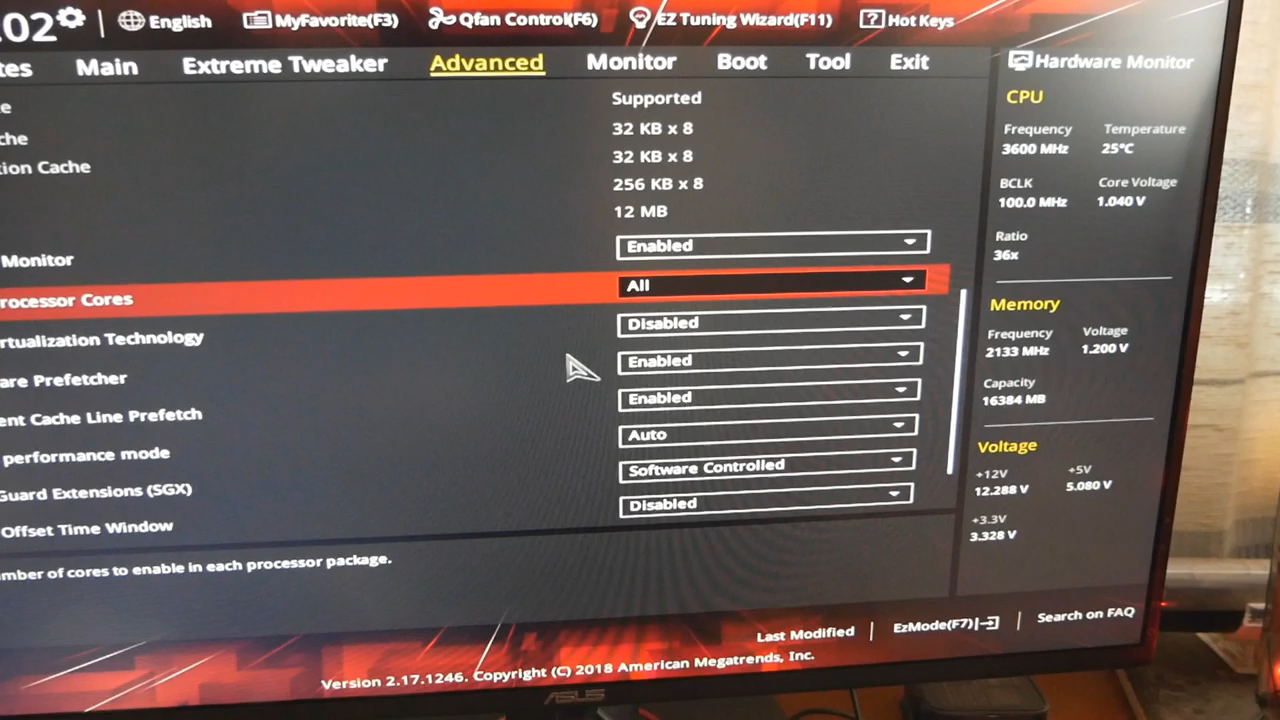 :02 | English MyFavorite(F3) Qfan Control(F6) EZ Tuning Wizard(F11) ? Hot Keys
tes Main Extreme Tweaker Advanced Monitor Boot Tool Exit
Hardware Monitor
e Supported
che 32 KB x 8
tion Cache 32 KB x 8
256 KB x 8
12 MB
Monitor Enabled
rocessor Cores All
rtualization Technology Disabled
are Prefetcher Enabled
ent Cache Line Prefetch Enabled
performance mode Auto
Guard Extensions (SGX) Software Controlled
Offset Time Window Disabled
mber of cores to enable in each processor package.
CPU
Frequency Temperature
3600 MHz 25°C
BCLK Core Voltage
100.0 MHz 1.040 V
Ratio
36x
Memory
Frequency Voltage
2133 MHz 1.200 V
Capacity
16384 MB
Voltage
+12V +5V
12.288 V 5.080 V
+3.3V
3.328 V
Last Modified | EzMode(F7) | Search on FAQ
Version 2.17.1246. Copyright (C) 2018 American Megatrends, Inc.
ASUS